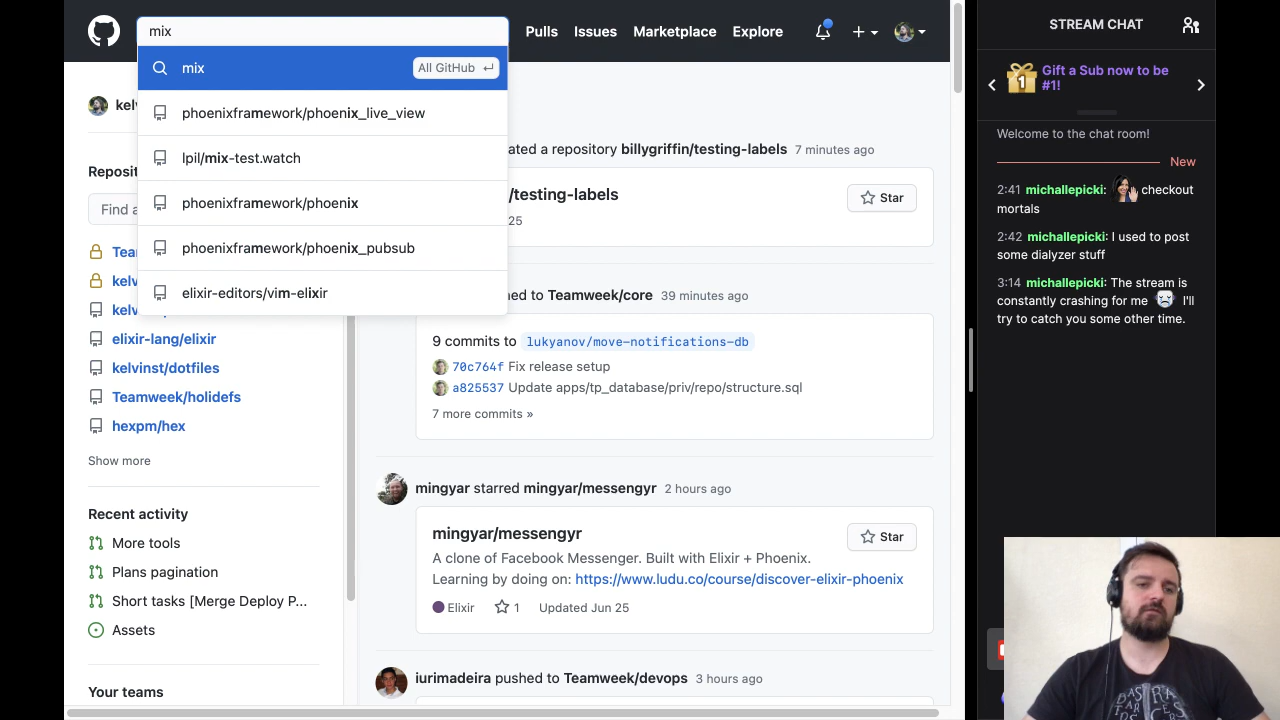 mix
Pulls
Issues
Marketplace
Explore
mix
All GitHub
phoenixframework/phoenix_live_view
lpil/mix-test.watch
phoenixframework/phoenix
phoenixframework/phoenix_pubsub
elixir-editors/vim-elixir
Find
elixir-lang/elixir
kelvinst/dotfiles
Teamweek/holidefs
hexpm/hex
Show more
Recent activity
More tools
Plans pagination
Short tasks [Merge Deploy P...
Assets
Your teams
a repository billygriffin/testing-labels 7 minutes ago
/testing-labels
Star
25
to Teamweek/core 39 minutes ago
9 commits to lukyanov/move-notifications-db
70c764f Fix release setup
a825537 Update apps/tp_database/priv/repo/structure.sql
7 more commits »
mingyar starred mingyar/messengyr 2 hours ago
mingyar/messengyr
Star
A clone of Facebook Messenger. Built with Elixir + Phoenix.
Learning by doing on: https://www.ludu.co/course/discover-elixir-phoenix
Elixir 1 Updated Jun 25
iurimadeira pushed to Teamweek/devops 3 hours ago
STREAM CHAT
1
Gift a Sub now to be
#1!
Welcome to the chat room!
New
2:41 michallepicki: checkout
mortals
2:42 michallepicki: I used to post
some dialyzer stuff
3:14 michallepicki: The stream is
constantly crashing for me I'll
try to catch you some other time.